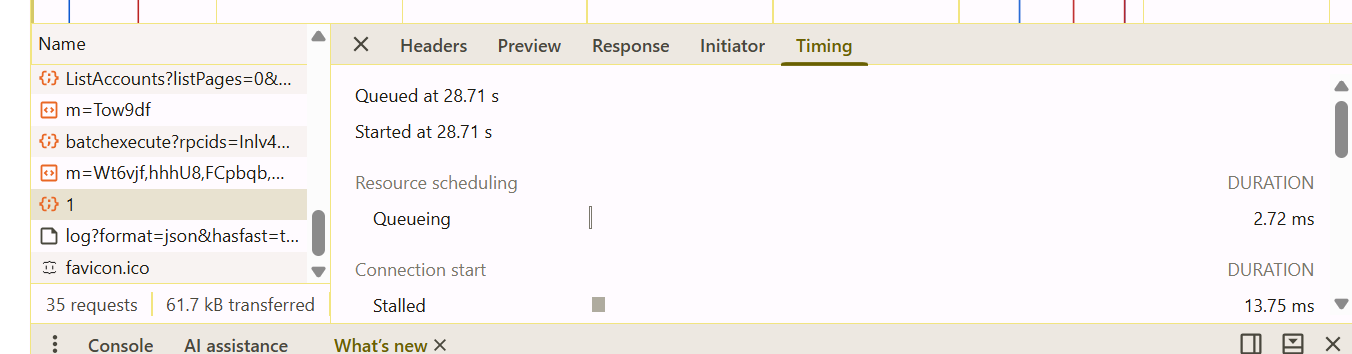 Name
ListAccounts?listPages=0&...
m=Tow9df
batchexecute?rpcids=Inlv4...
m=Wt6vjf,hhhU8,FCpbqb,...
1
log?format=json&hasfast=t...
favicon.ico
35 requests 61.7 kB transferred
Headers Preview Response Initiator Timing
Queued at 28.71 s
Started at 28.71 s
Resource scheduling DURATION
Queueing 2.72 ms
Connection start DURATION
Stalled 13.75 ms
Console AI assistance What's new